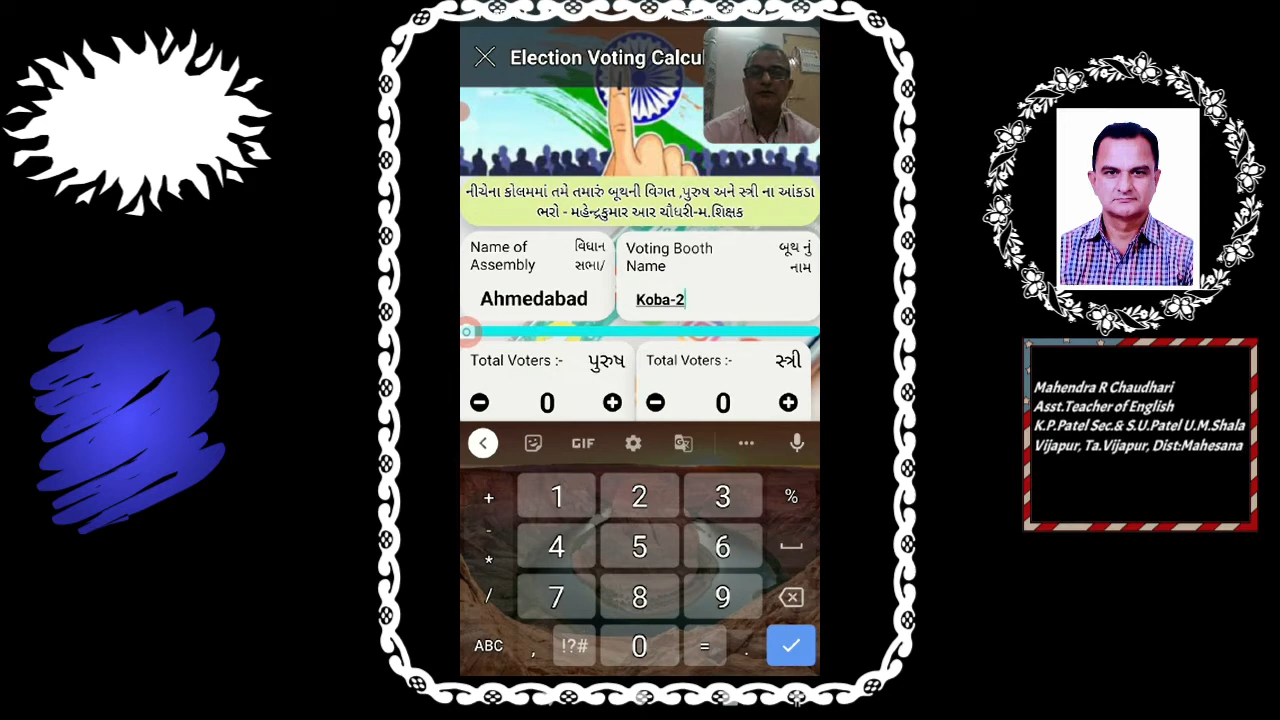 Election Voting Calcul
નીચેના કોલમમાં તમે તમારું બૂથની વિગત ,પુરુષ અને સ્ત્રી ના આંકડા
ભરો - મહેન્દ્રકુમાર આર ચૌધરી-મ.શિક્ષક
Name of વિધાન
Assembly સભા/
Ahmedabad
Voting Booth બૂથ નું
Name નામ
Koba-2
Total Voters :- પુરુષ
0
Total Voters :- સ્ત્રી
0
GIF
+ 1 2 3 %
- 4 5 6
* 
/ 7 8 9
ABC , !?# 0 = .
Mahendra R Chaudhari
Asst.Teacher of English
K.P.Patel Sec.& S.U.Patel U.M.Shala
Vijapur, Ta.Vijapur, Dist:Mahesana